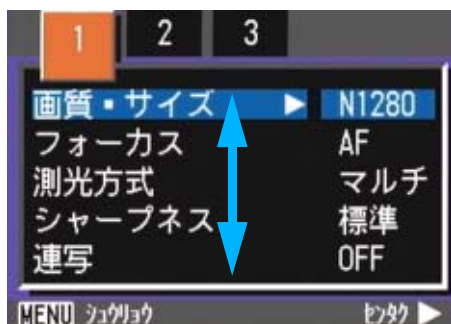 1 2 3
画質・サイズ ▶ N1280
フォーカス AF
測光方式 マルチ
シャープネス 標準
連写 OFF
MENU シュウリョウ センタク ▶